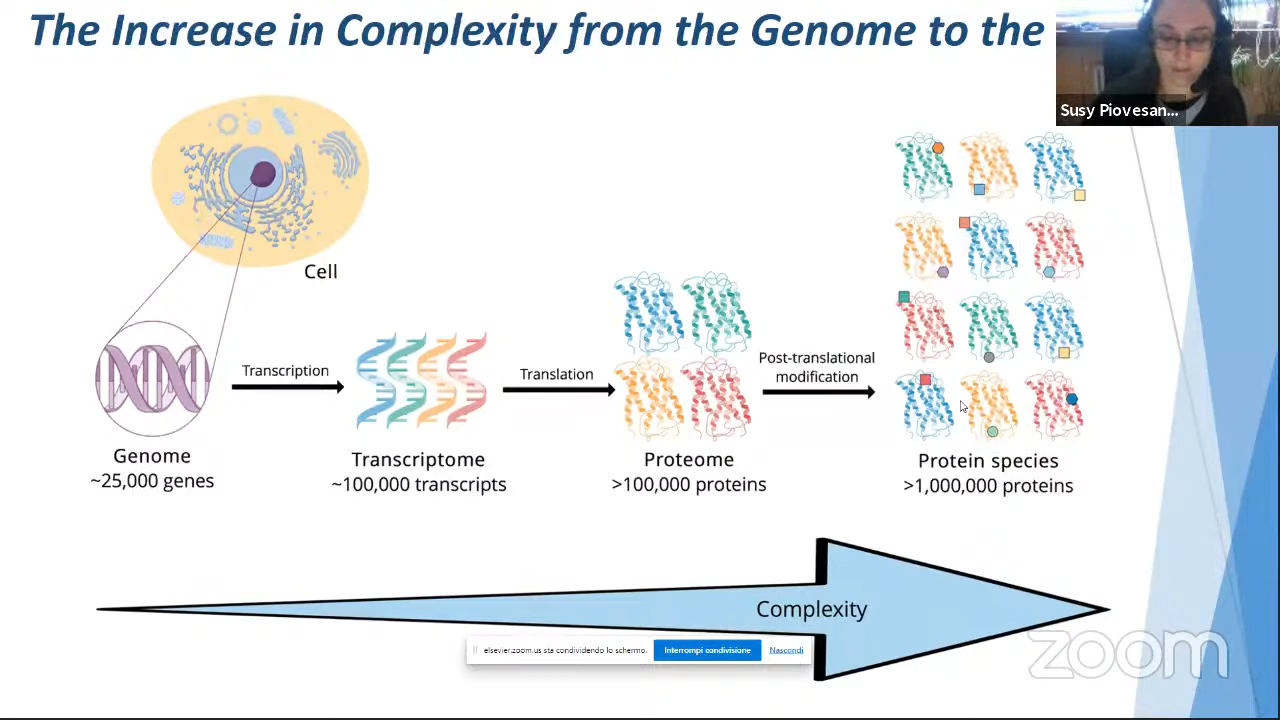 The Increase in Complexity from the Genome to the
Susy Piovesan...
Cell
Transcription
Translation
Post-translational
modification
Genome
~25,000 genes
Transcriptome
~100,000 transcripts
Proteome
>100,000 proteins
Protein species
>1,000,000 proteins
Complexity
elsevier.zoom.us sta condividendo lo schermo.
Interrompi condivisione
Nascondi
zoom